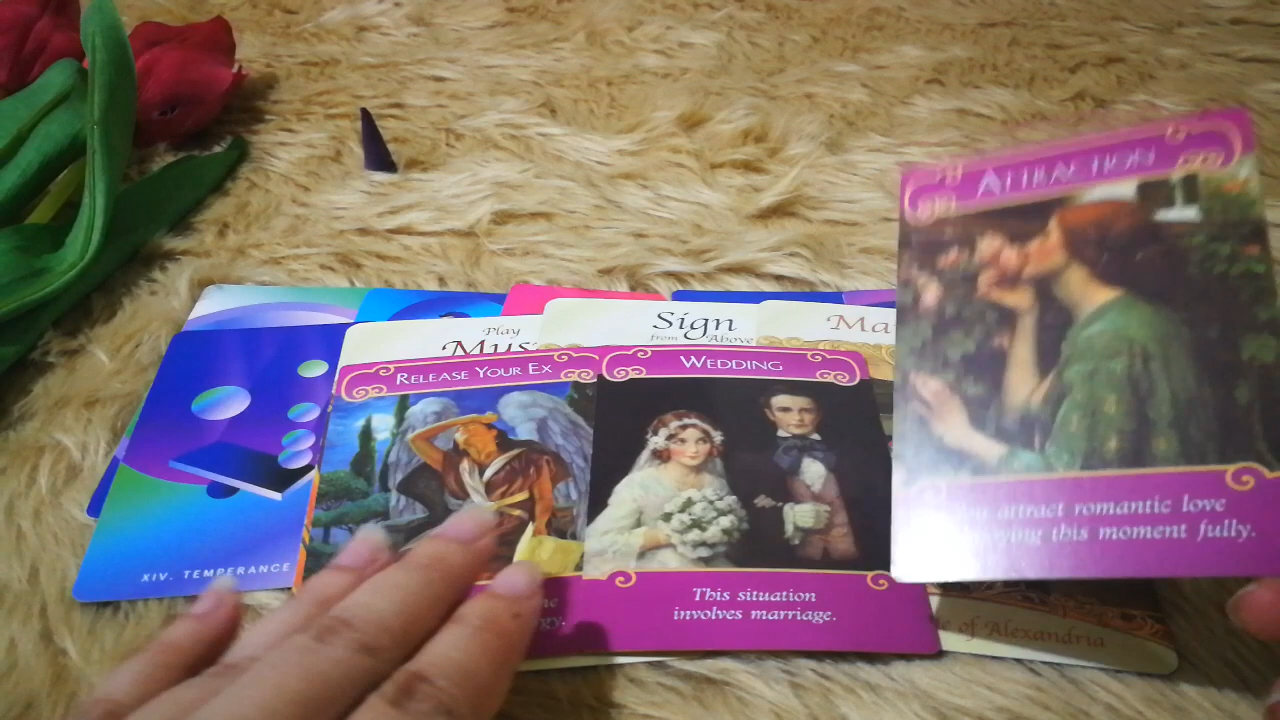 ATTRACTION
attract romantic love
this moment fully.
Play
Sign
from Above
RELEASE YOUR EX
WEDDING
This situation
involves marriage.
XIV. TEMPERANCE
of Alexandria